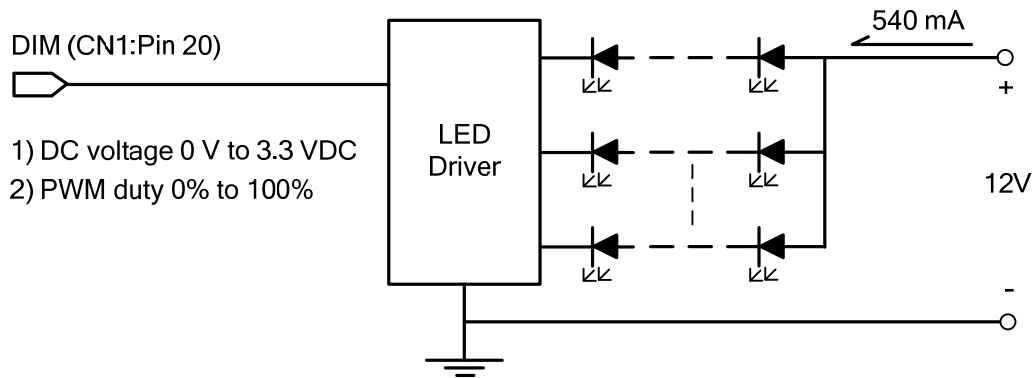 540 mA
DIM (CN1:Pin 20)
+
LED
Driver
1) DC voltage 0 V to 3.3 VDC
2) PWM duty 0% to 100%
12V
-